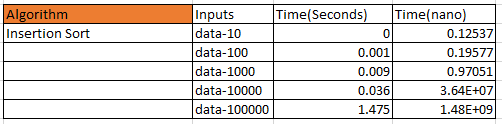 Algorithm Inputs Time(Seconds) Time(nano)
Insertion Sort data-10 0 0.12537
data-100 0.001 0.19577
data-1000 0.009 0.97051
data-10000 0.036 3.64E+07
data-100000 1.475 1.48E+09